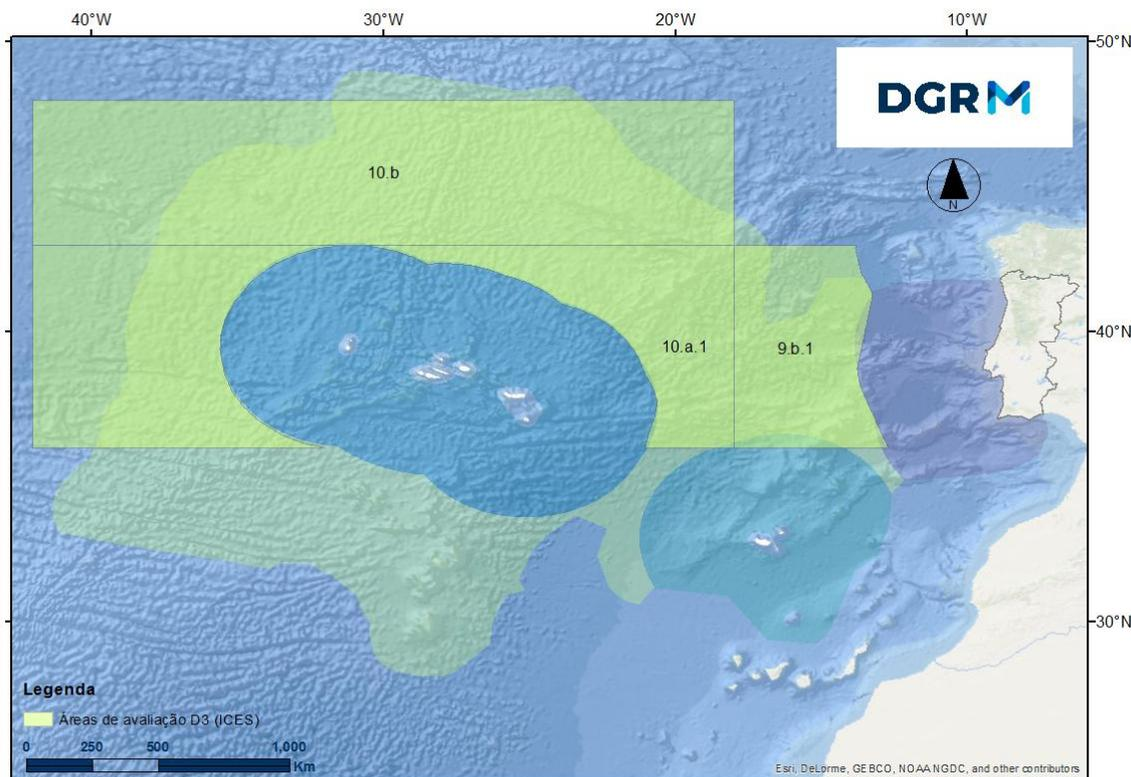 40°W 30°W 20°W 10°W
50°N
DGRM
N
10.b
40°N
10.a.1 9.b.1
30°N
Legenda
Áreas de avaliação D3 (ICES)
0 250 500 1,000
Km
Esri, DeLorme, GEBCO, NOAA NGDC, and other contributors